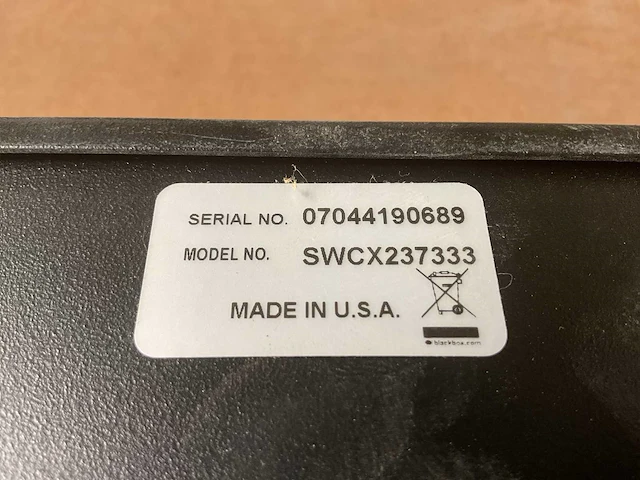 SERIAL NO. 07044190689
MODEL NO. SWCX237333
MADE IN U.S.A.
blackbox.com